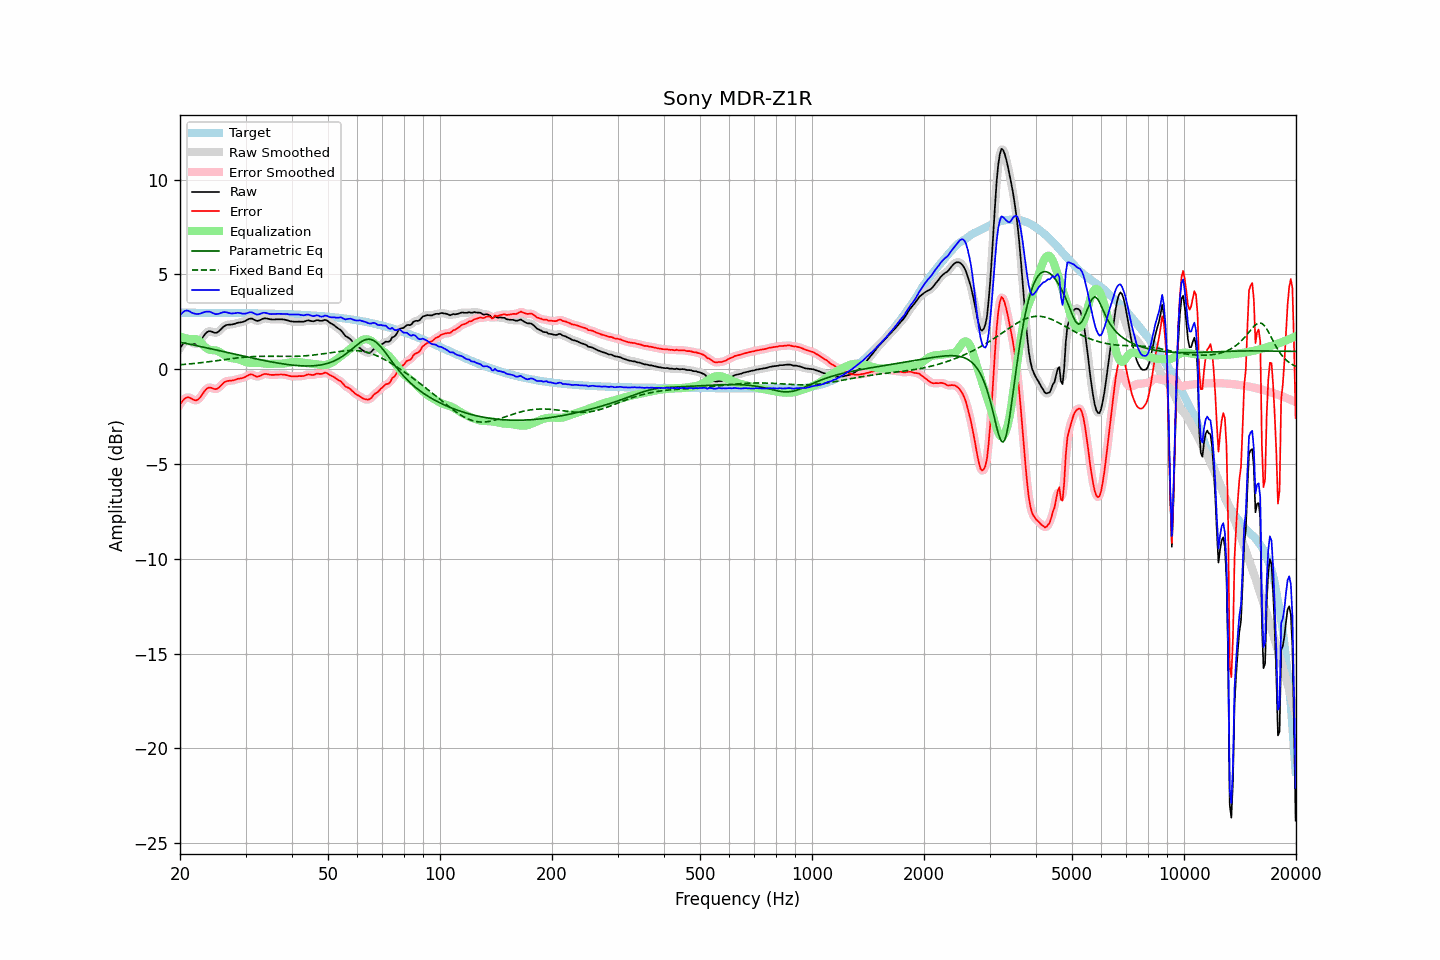 Sony MDR-Z1R
Target
Raw Smoothed
Error Smoothed
Raw
Error
Equalization
Parametric Eq
Fixed Band Eq
Equalized
10
5
0
−5
−10
−15
−20
−25
Amplitude (dBr)
20
50
100
200
500
1000
2000
5000
10000
20000
Frequency (Hz)